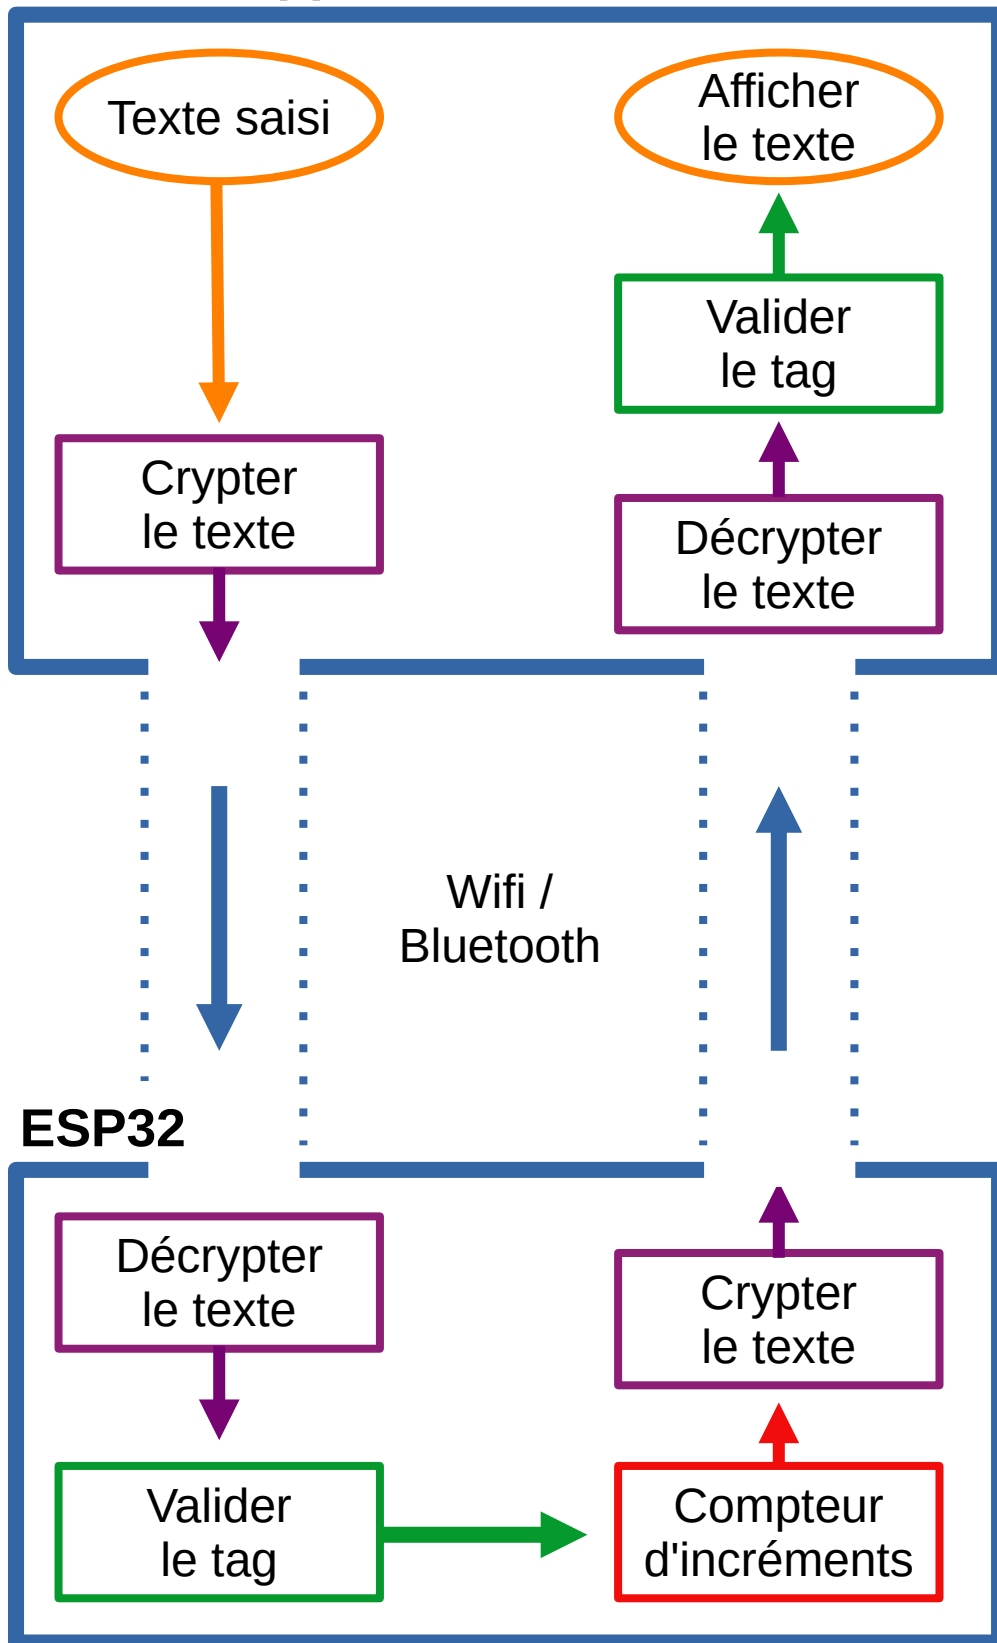 Texte saisi
Afficher
le texte
Valider
le tag
Crypter
le texte
Décrypter
le texte
Wifi /
Bluetooth
ESP32
Décrypter
le texte
Crypter
le texte
Valider
le tag
Compteur
d'incréments